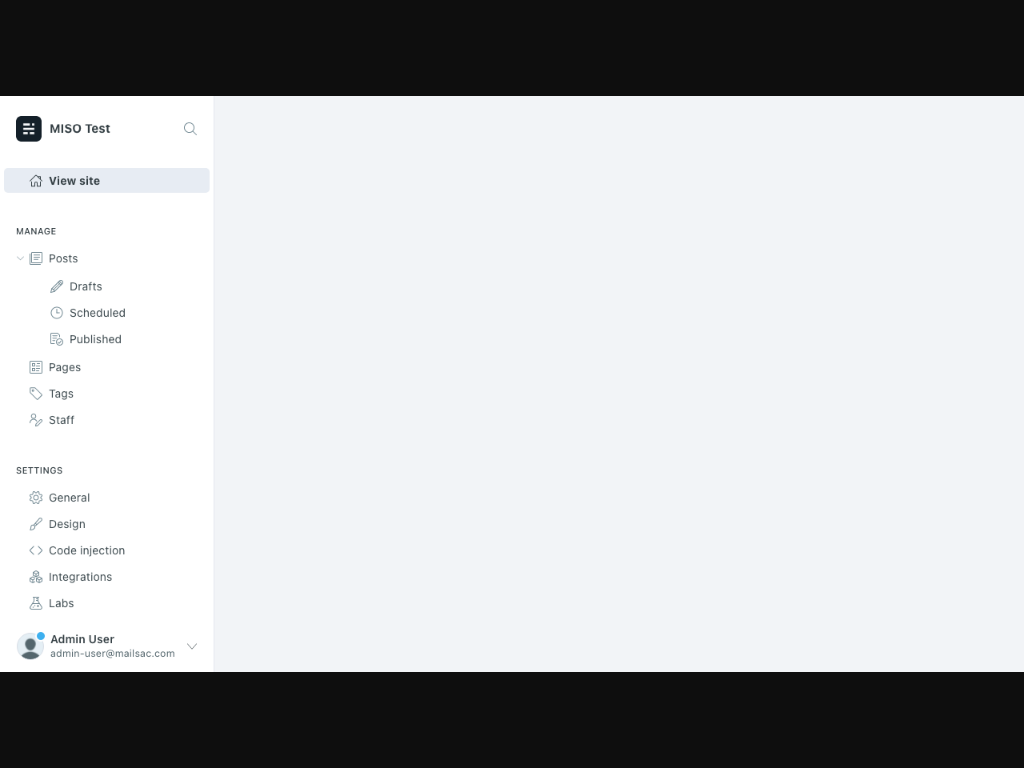 MISO Test
View site
MANAGE
Posts
Drafts
Scheduled
Published
Pages
Tags
Staff
SETTINGS
General
Design
Code injection
Integrations
Labs
Admin User
admin-user@mailsac.com